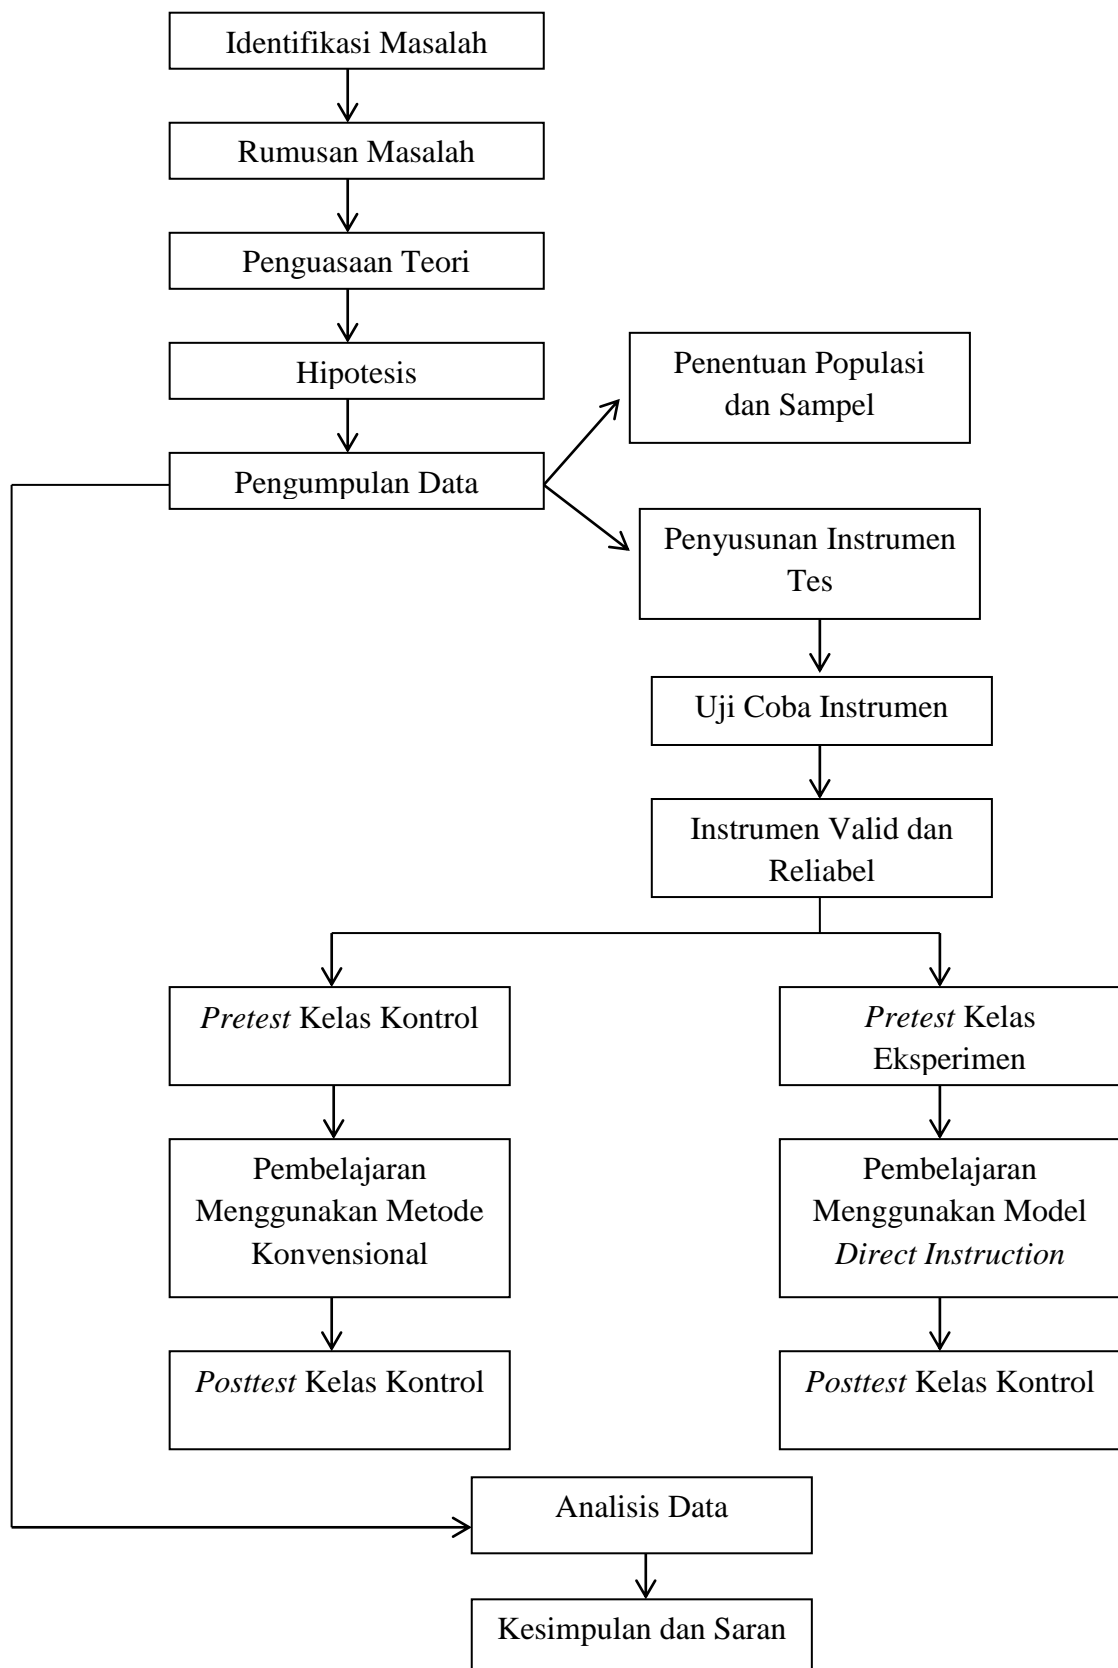 Identifikasi Masalah
Rumusan Masalah
Penguasaan Teori
Hipotesis
Pengumpulan Data
Penentuan Populasi
dan Sampel
Penyusunan Instrumen
Tes
Uji Coba Instrumen
Instrumen Valid dan
Reliabel
Pretest Kelas Kontrol
Pembelajaran
Menggunakan Metode
Konvensional
Posttest Kelas Kontrol
Pretest Kelas
Eksperimen
Pembelajaran
Menggunakan Model
Direct Instruction
Posttest Kelas Kontrol
Analisis Data
Kesimpulan dan Saran